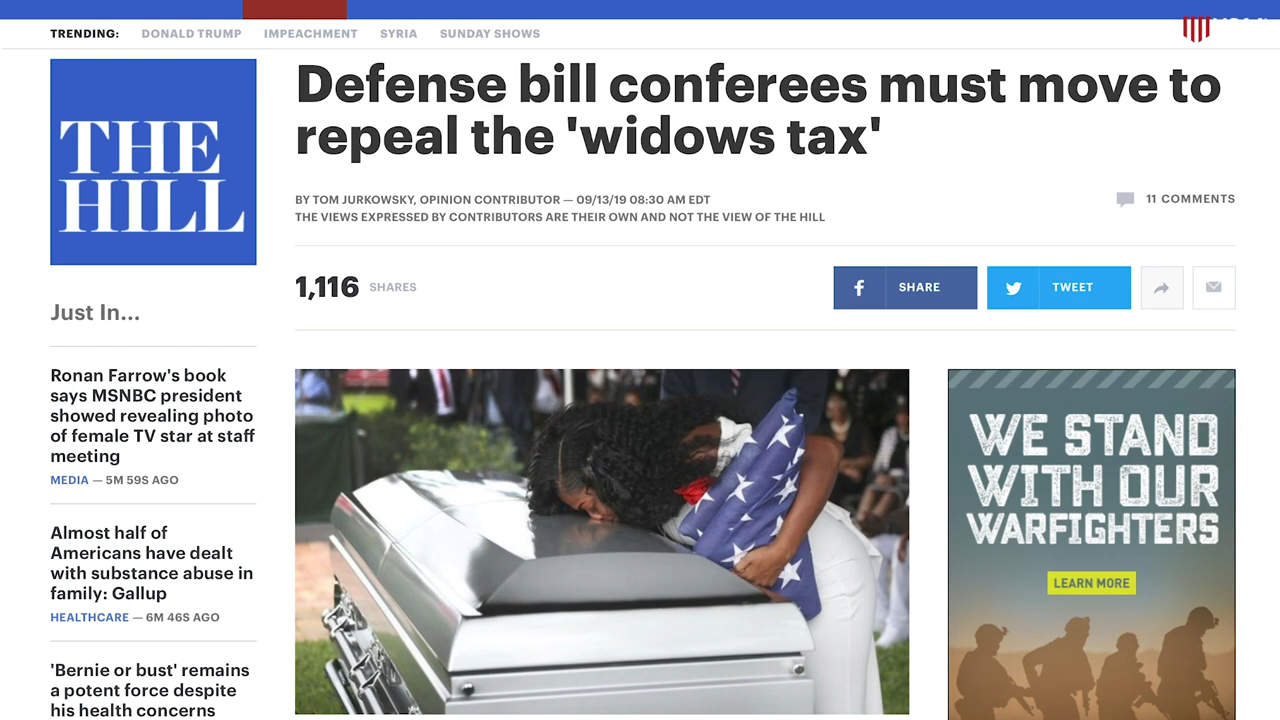 TRENDING: DONALD TRUMP IMPEACHMENT SYRIA SUNDAY SHOWS
THE
HILL
Defense bill conferees must move to
repeal the 'widows tax'
BY TOM JURKOWSKY, OPINION CONTRIBUTOR — 09/13/19 08:30 AM EDT
THE VIEWS EXPRESSED BY CONTRIBUTORS ARE THEIR OWN AND NOT THE VIEW OF THE HILL
11 COMMENTS
1,116 SHARES
SHARE
TWEET
Just In...
Ronan Farrow's book
says MSNBC president
showed revealing photo
of female TV star at staff
meeting
MEDIA — 5M 59S AGO
Almost half of
Americans have dealt
with substance abuse in
family: Gallup
HEALTHCARE — 6M 46S AGO
'Bernie or bust' remains
a potent force despite
his health concerns
WE STAND
WITH OUR
WARFIGHTERS
LEARN MORE